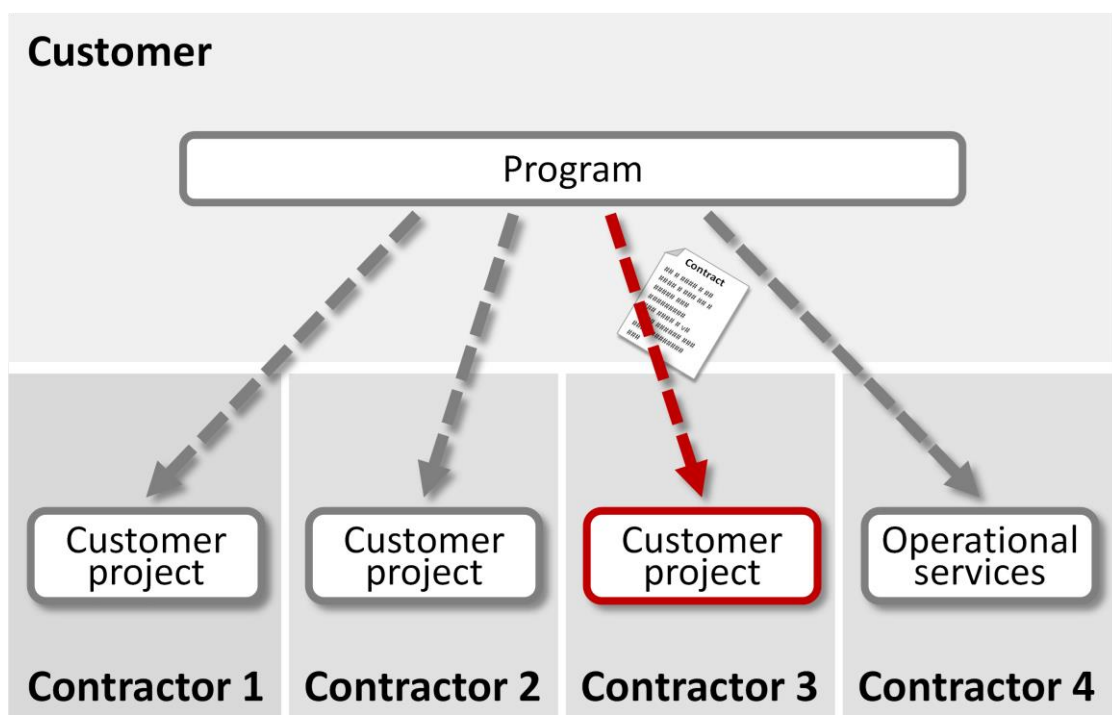 Customer
Program
Contract
Customer
project
Customer
project
Customer
project
Operational
services
Contractor 1
Contractor 2
Contractor 3
Contractor 4